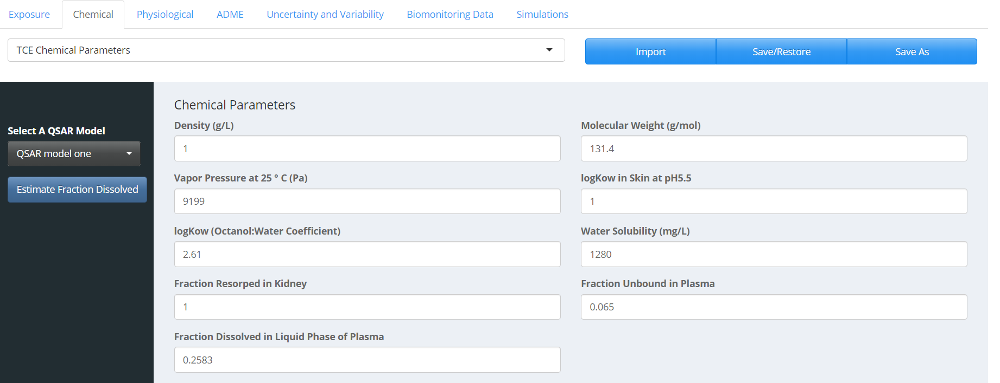 Exposure Chemical Physiological ADME Uncertainty and Variability Biomonitoring Data Simulations
TCE Chemical Parameters
Import Save/Restore Save As
Select A QSAR Model
QSAR model one
Estimate Fraction Dissolved
Chemical Parameters
Density (g/L) Molecular Weight (g/mol)
1 131.4
Vapor Pressure at 25 ° C (Pa) logKow in Skin at pH5.5
9199 1
logKow (Octanol:Water Coefficient) Water Solubility (mg/L)
2.61 1280
Fraction Resorped in Kidney Fraction Unbound in Plasma
1 0.065
Fraction Dissolved in Liquid Phase of Plasma
0.2583